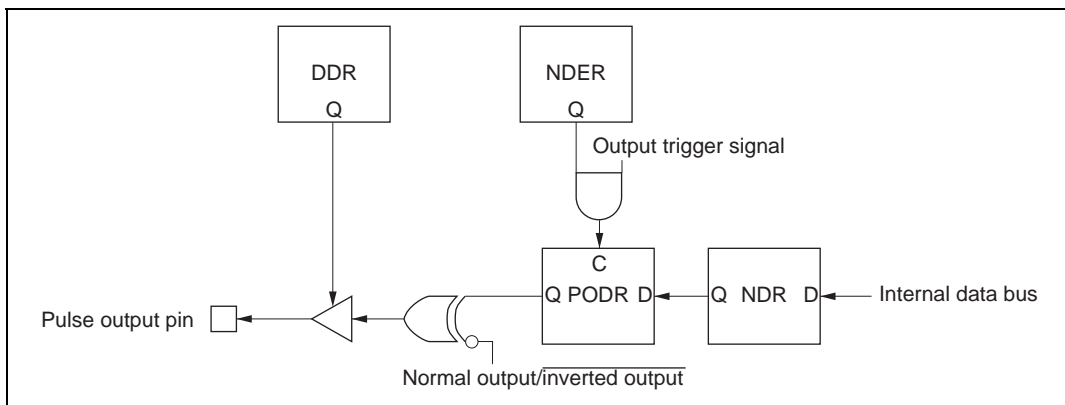 DDR
Q
NDER
Q
Output trigger signal
C
Q PODR D
Q NDR D
Internal data bus
Pulse output pin
Normal output/inverted output